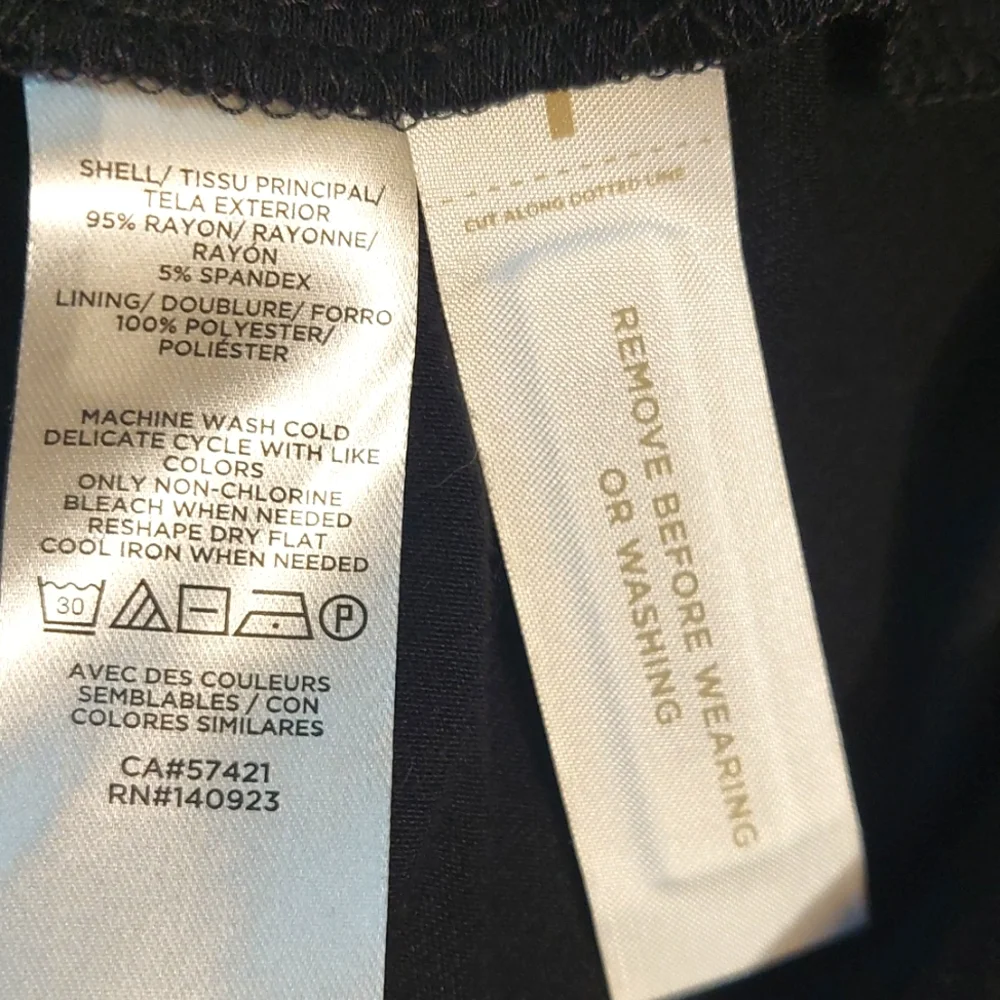 SHELL/ TISSU PRINCIPAL/
TELA EXTERIOR
95% RAYON/ RAYONNE/
RAYÓN
5% SPANDEX
LINING/ DOUBLURE/ FORRO
100% POLYESTER/
POLIÉSTER
MACHINE WASH COLD
DELICATE CYCLE WITH LIKE
COLORS
ONLY NON-CHLORINE
BLEACH WHEN NEEDED
RESHAPE DRY FLAT
COOL IRON WHEN NEEDED
30
P
AVEC DES COULEURS
SEMBLABLES / CON
COLORES SIMILARES
CA#57421
RN#140923
CUT ALONG DOTTED LINE
REMOVE BEFORE WEARING
OR WASHING